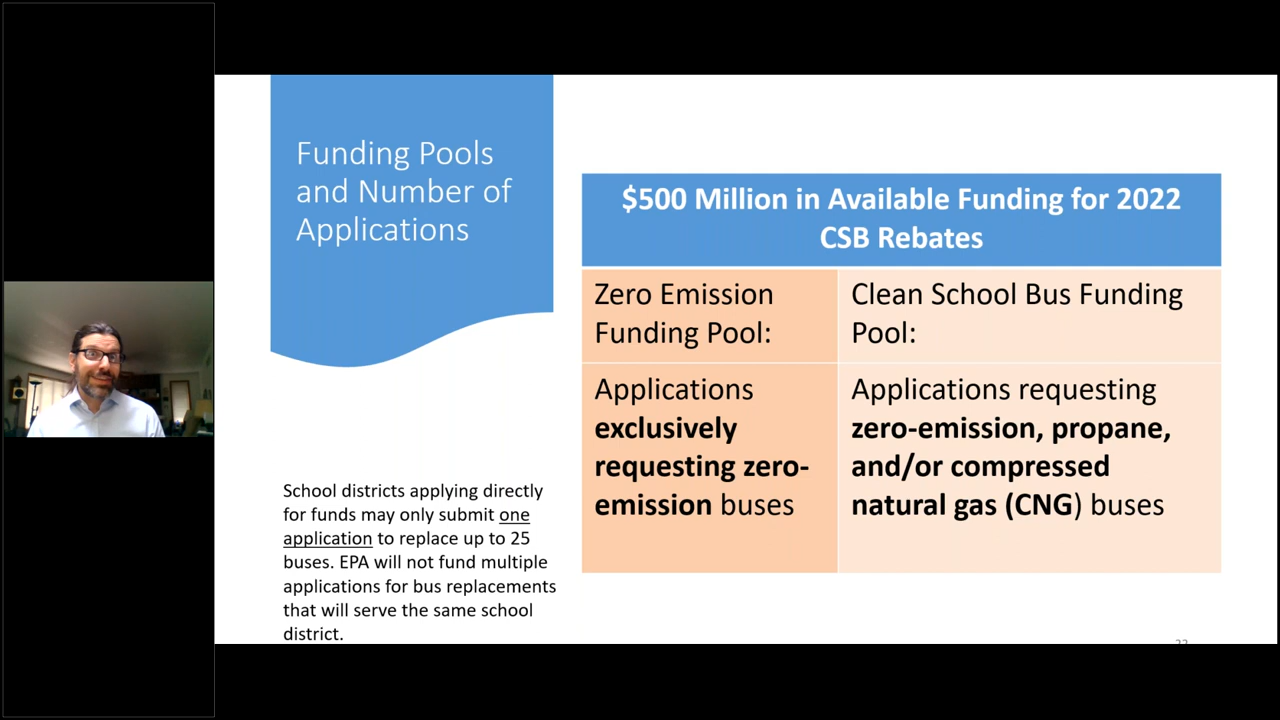 Funding Pools
and Number of
Applications
$500 Million in Available Funding for 2022
CSB Rebates
Zero Emission
Funding Pool:
Clean School Bus Funding
Pool:
Applications
exclusively
requesting zero-
emission buses
Applications requesting
zero-emission, propane,
and/or compressed
natural gas (CNG) buses
School districts applying directly
for funds may only submit one
application to replace up to 25
buses. EPA will not fund multiple
applications for bus replacements
that will serve the same school
district.